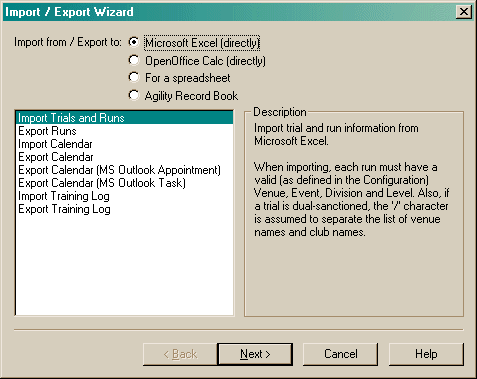 Import / Export Wizard
Import from / Export to:
Microsoft Excel (directly)
OpenOffice Calc (directly)
For a spreadsheet
Agility Record Book
Import Trials and Runs
Export Runs
Import Calendar
Export Calendar
Export Calendar (MS Outlook Appointment)
Export Calendar (MS Outlook Task)
Import Training Log
Export Training Log
Description
Import trial and run information from
Microsoft Excel.
When importing, each run must have a
valid (as defined in the Configuration)
Venue, Event, Division and Level. Also, if
a trial is dual-sanctioned, the '/' character
is assumed to separate the list of venue
names and club names.
< Back
Next >
Cancel
Help